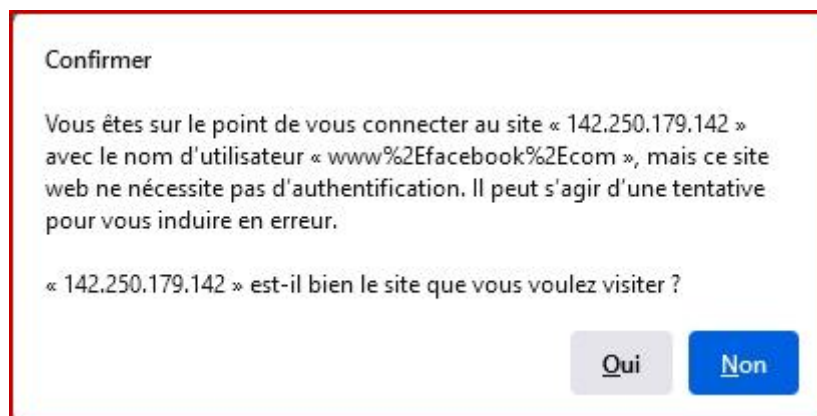 Confirmer
Vous êtes sur le point de vous connecter au site « 142.250.179.142 »
avec le nom d'utilisateur « www%2Efacebook%2Ecom », mais ce site
web ne nécessite pas d'authentification. Il peut s'agir d'une tentative
pour vous induire en erreur.
« 142.250.179.142 » est-il bien le site que vous voulez visiter ?
Oui Non